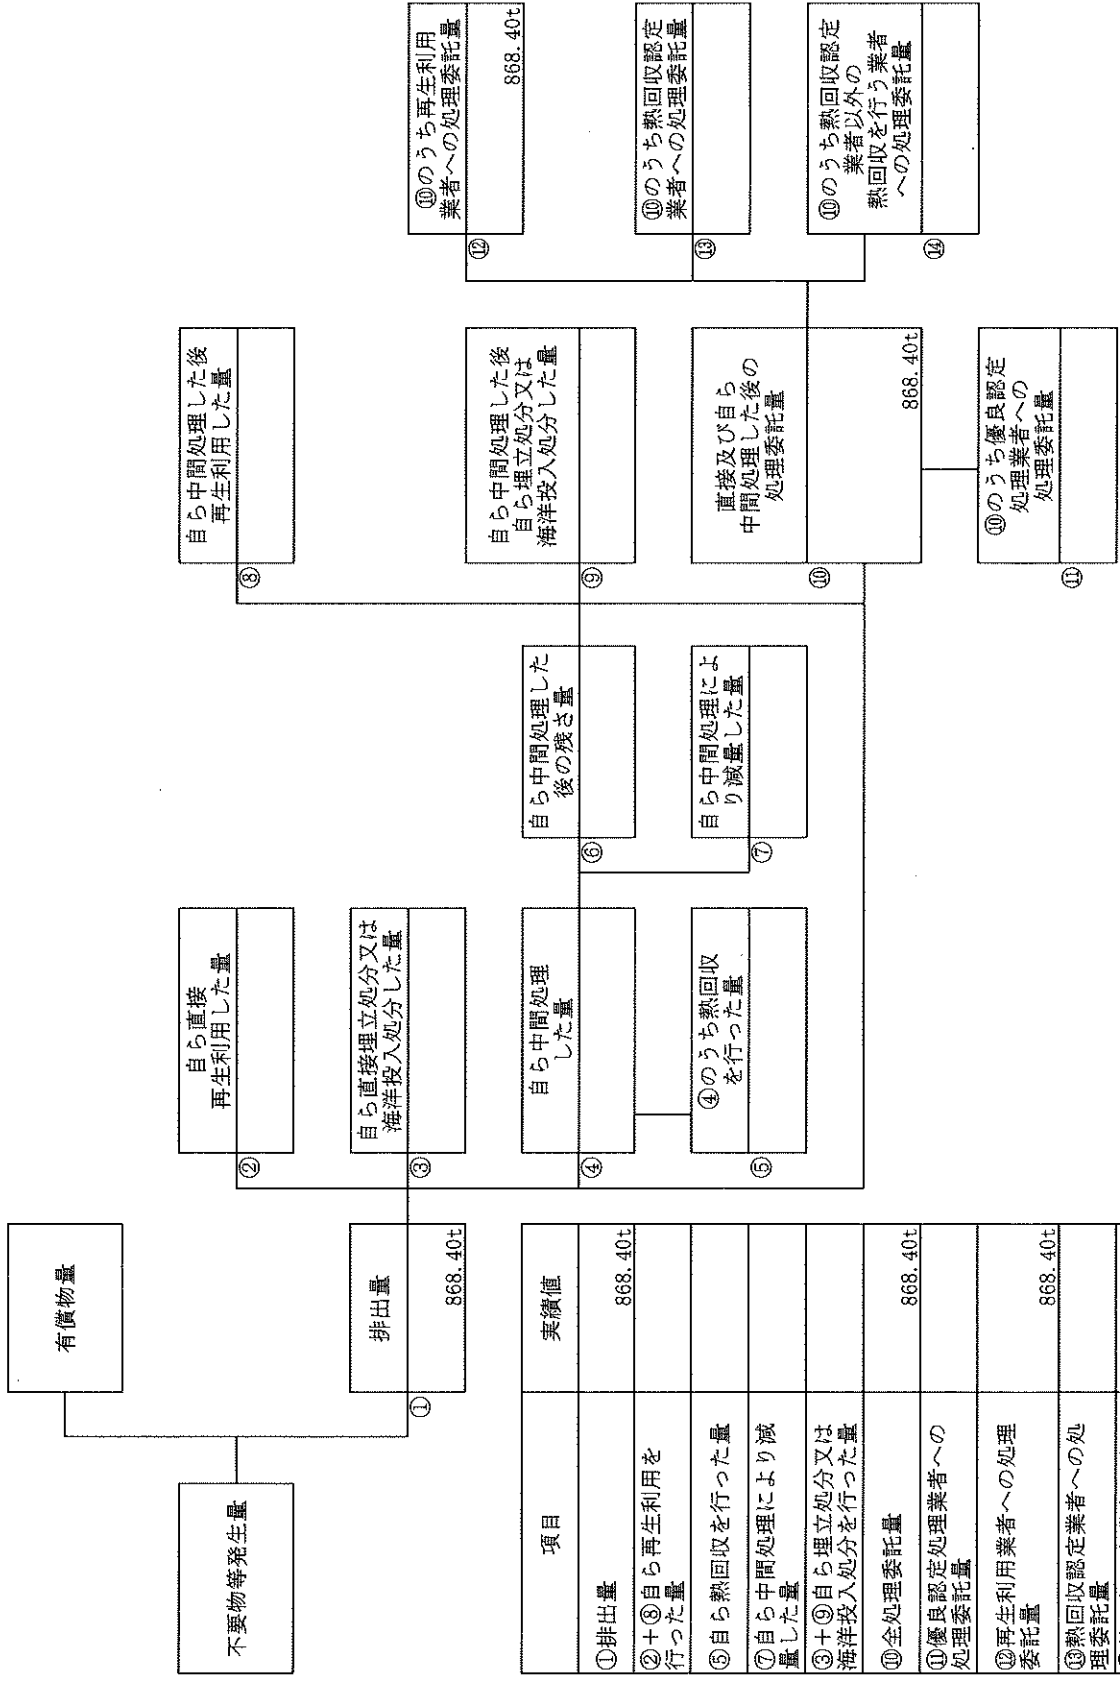 不要物等発生量
有償物量
排出量
①
868.40t
自ら直接
再生利用した量
②
自ら直接埋立処分又は
海洋投入処分した量
③
自ら中間処理
した量
④
④のうち熱回収
を行った量
⑤
自ら中間処理した
後の残さ量
⑥
自ら中間処理によ
り減量した量
⑦
自ら中間処理した後
再生利用した量
⑧
自ら中間処理した後
自ら埋立処分又は
海洋投入処分した量
⑨
直接及び自ら
中間処理した後の
処理委託量
⑩
868.40t
⑩のうち優良認定
処理業者への
処理委託量
⑪
⑩のうち再生利用
業者への処理委託量
⑫
868.40t
⑩のうち熱回収認定
業者への処理委託量
⑬
⑩のうち熱回収認定
業者以外の
熱回収を行う業者
への処理委託量
⑭
項目 実績値
①排出量 868.40t
②+⑧自ら再生利用を
行った量
⑤自ら熱回収を行った量
⑦自ら中間処理により減
量した量
③+⑨自ら埋立処分又は
海洋投入処分を行った量
⑩全処理委託量 868.40t
⑪優良認定処理業者への
処理委託量
⑫再生利用業者への処理
委託量 868.40t
⑬熱回収認定業者への処
理委託量